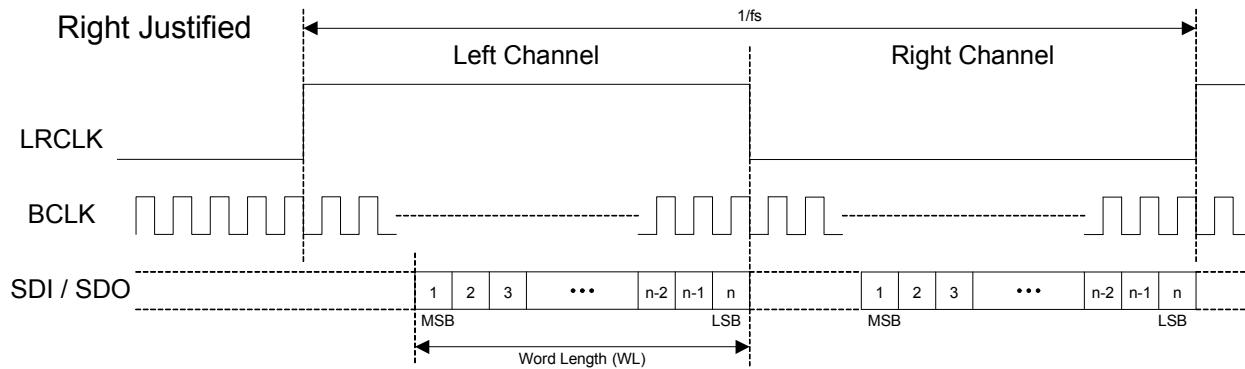 Right Justified
1/fs
Left Channel
Right Channel
LRCLK
BCLK
SDI / SDO
1 2 3 ••• n-2 n-1 n
1 2 3 ••• n-2 n-1 n
MSB LSB
MSB LSB
Word Length (WL)